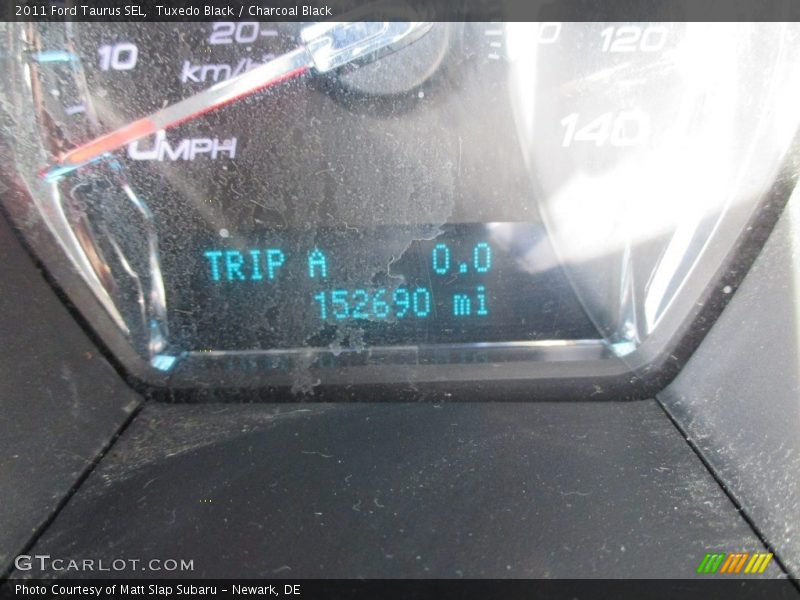 2011 Ford Taurus SEL, Tuxedo Black / Charcoal Black
20
10
120
km/h
140
0 MPH
TRIP A 0.0
152690 mi
GTCARLOT.COM
Photo Courtesy of Matt Slap Subaru - Newark, DE